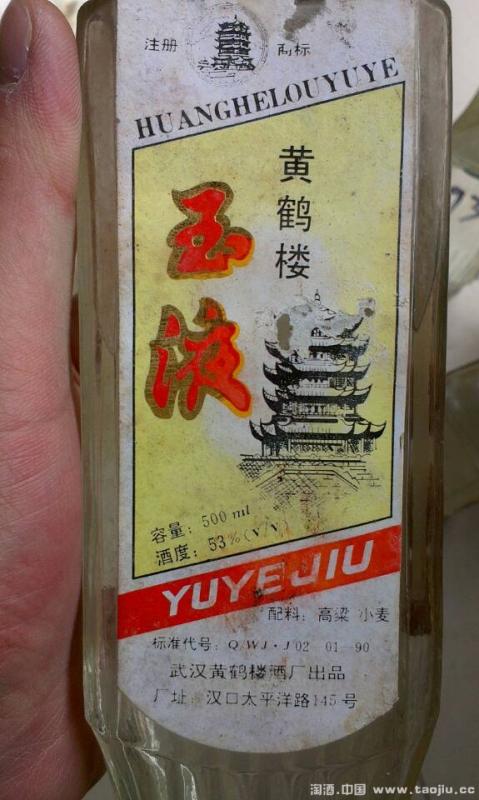 注册 商标
HUANGHELOUYUYE
黄鹤楼
玉液
容量：500 ml
酒度：53%(V/V)
YUYEJIU
配料：高粱 小麦
标准代号：Q/WJ·J 02 01-90
武汉黄鹤楼酒厂出品
厂址：汉口太平洋路145号
淘酒.中国 www.taojiu.cc